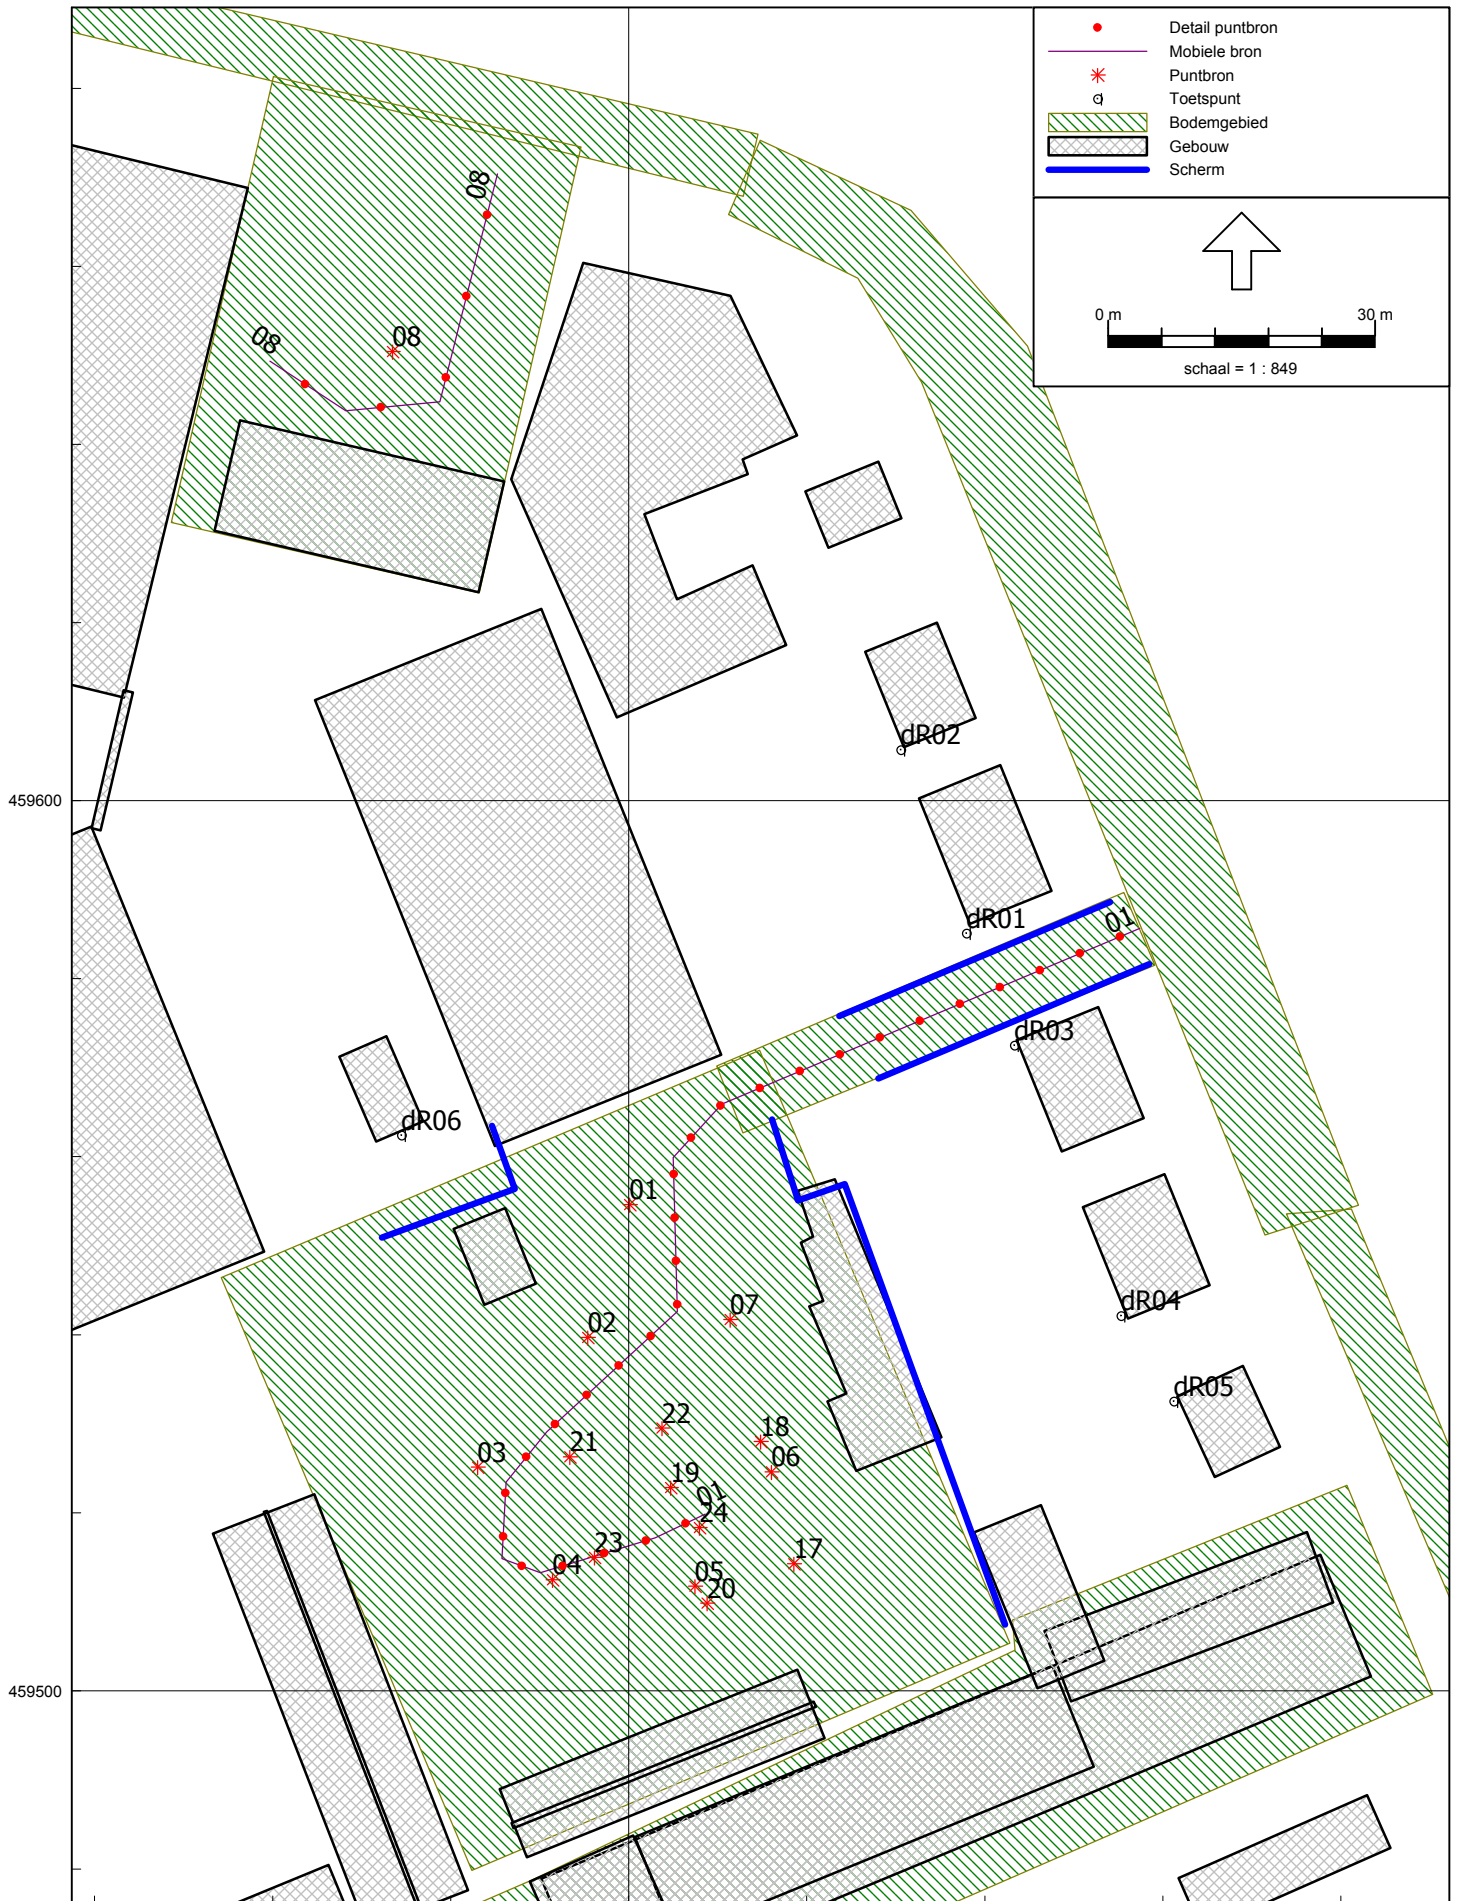 Detail puntbron
Mobiele bron
Puntbron
Toetspunt
Bodemgebied
Gebouw
Scherm
0 m
30 m
schaal = 1 : 849
08
08
08
dR02
459600
dR01
01
dR03
dR06
01
dR04
07
02
dR05
22
18
21
03
06
19
01
24
23
17
04
05
20
459500